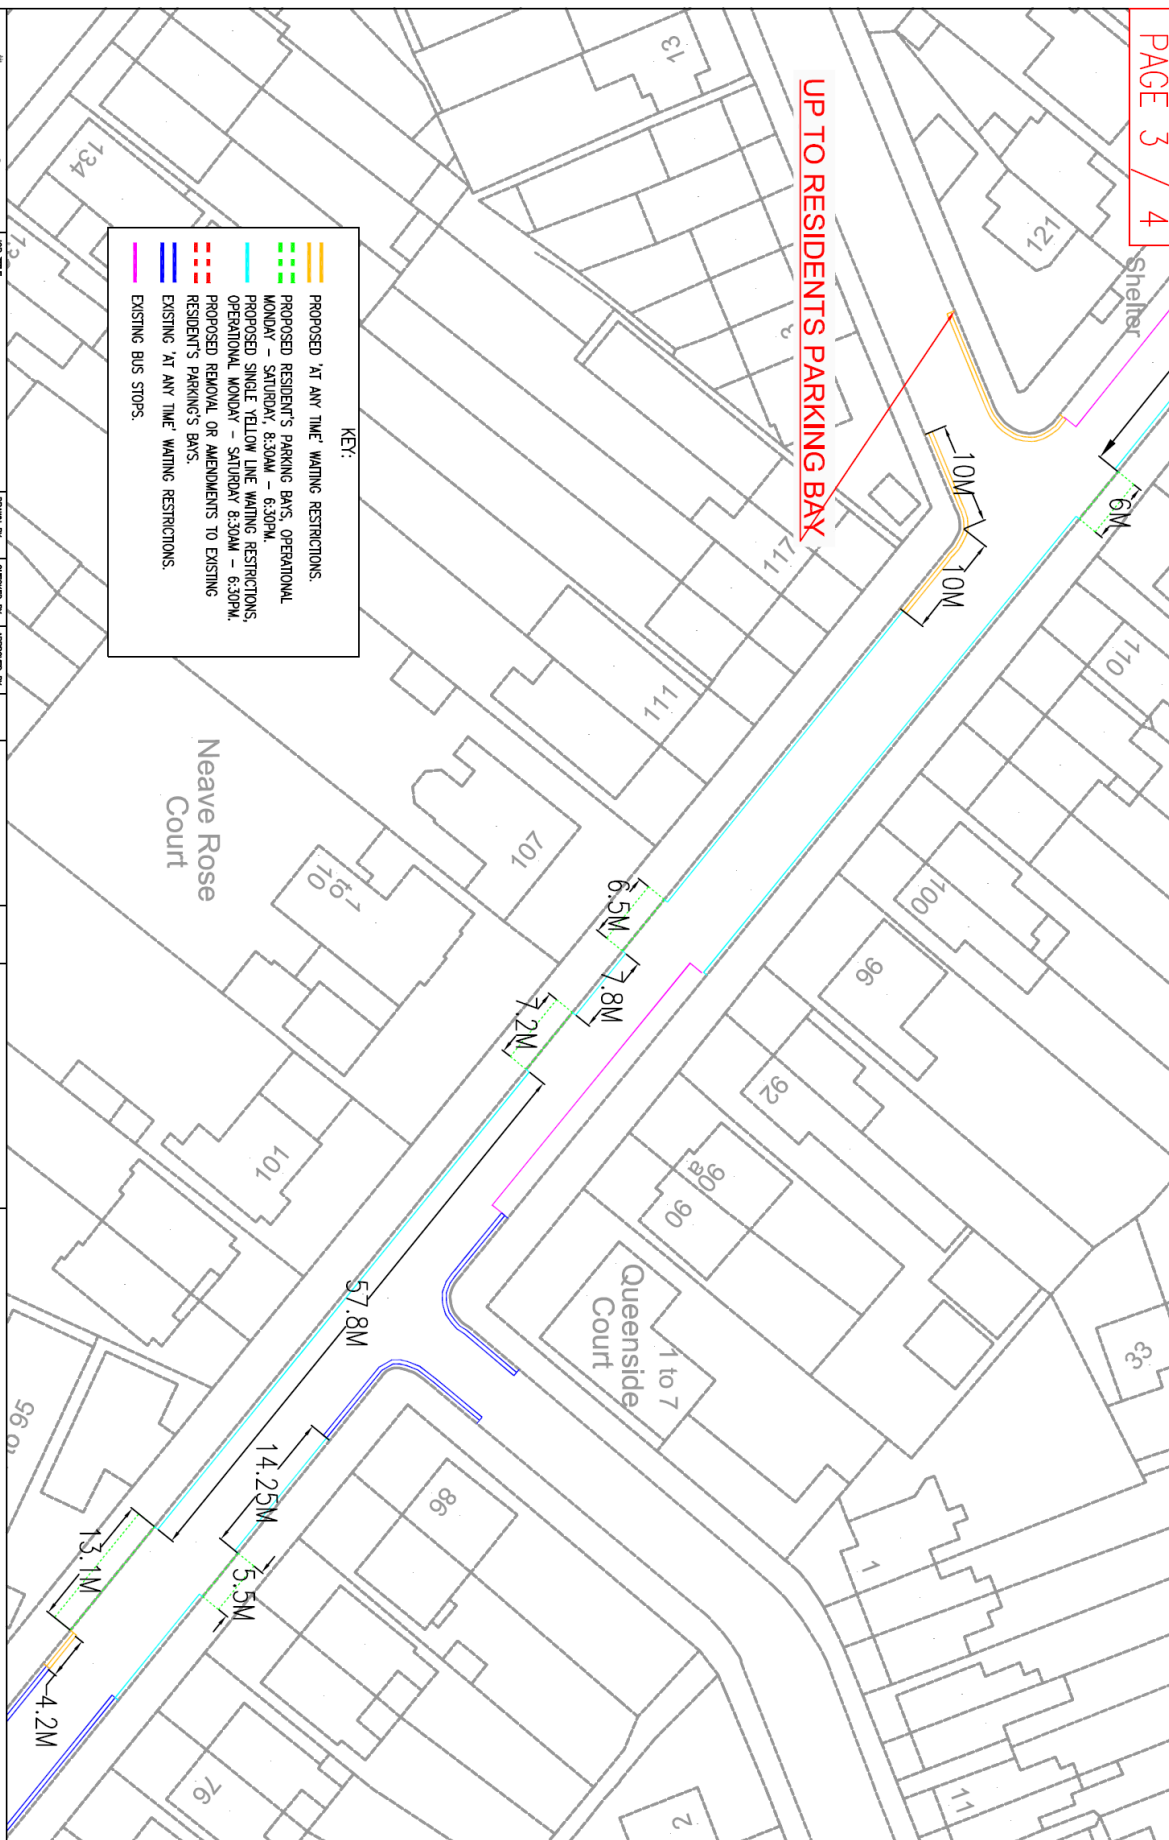 PAGE 3 / 4
Shelter
UP TO RESIDENTS PARKING BAY
13
121
134
3
117
110
111
107
100
96
92
90
90
a
1 to 7
Queenside
Court
Neave Rose
Court
101
to 95
98
76
33
1
11
2
6M
10M
10M
6.5M
7.8M
7.2M
57.8M
14.25M
5.5M
13.1M
4.2M
KEY:
PROPOSED 'AT ANY TIME' WAITING RESTRICTIONS.
PROPOSED RESIDENT'S PARKING BAYS, OPERATIONAL
MONDAY - SATURDAY, 8:30AM - 6:30PM.
PROPOSED SINGLE YELLOW LINE WAITING RESTRICTIONS,
OPERATIONAL MONDAY - SATURDAY 8:30AM - 6:30PM.
PROPOSED REMOVAL OR AMENDMENTS TO EXISTING
RESIDENT'S PARKING'S BAYS.
EXISTING 'AT ANY TIME' WAITING RESTRICTIONS.
EXISTING BUS STOPS.